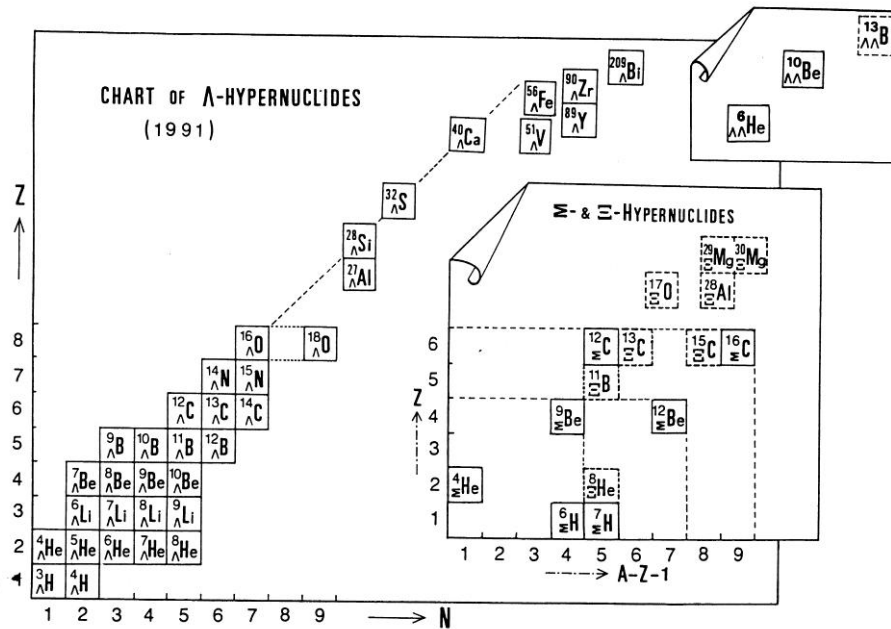 CHART OF Λ-HYPERNUCLIDES
(1991)
Z
¹³ΛΛB
¹⁰ΛΛBe
⁶ΛΛHe
²⁰⁹ΛBi
⁵⁶ΛFe ⁹⁰ΛZr
⁴⁰ΛCa ⁵¹ΛV ⁸⁹ΛY
³²ΛS
²⁸ΛSi
²⁷ΛAl
8 ¹⁶ΛO ¹⁸ΛO
7 ¹⁴ΛN ¹⁵ΛN
6 ¹²ΛC ¹³ΛC ¹⁴ΛC
5 ⁹ΛB ¹⁰ΛB ¹¹ΛB ¹²ΛB
4 ⁷ΛBe ⁸ΛBe ⁹ΛBe ¹⁰ΛBe
3 ⁶ΛLi ⁷ΛLi ⁸ΛLi ⁹ΛLi
2 ⁴ΛHe ⁵ΛHe ⁶ΛHe ⁷ΛHe ⁸ΛHe
1 ³ΛH ⁴ΛH
1 2 3 4 5 6 7 8 9 N
Σ- & Ξ-HYPERNUCLIDES
²⁹ΞMg ³⁰ΞMg
¹⁷ΞO ²⁸ΞAl
6 ¹²ΣC ¹³ΞC ¹⁵ΞC ¹⁶ΣC
5 ¹¹ΞB
Z
4 ⁹ΣBe ¹²ΣBe
3
2 ⁴ΣHe ⁸ΞHe
1 ⁶ΣH ⁷ΣH
1 2 3 4 5 6 7 8 9
A-Z-1